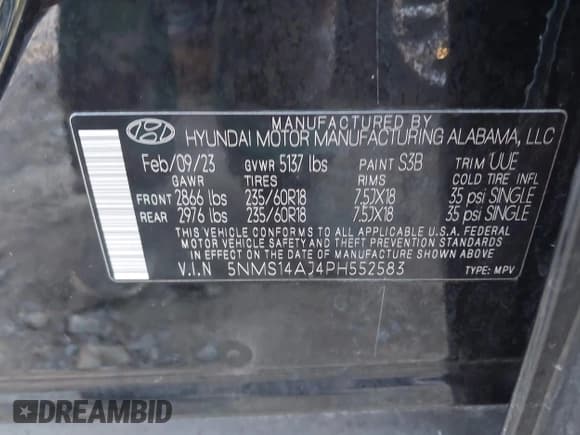 MANUFACTURED BY
HYUNDAI MOTOR MANUFACTURING ALABAMA, LLC
Feb/09/23 GVWR 5137 lbs PAINT S3B TRIM UUE
GAWR TIRES RIMS COLD TIRE INFL
FRONT 2866 lbs 235/60R18 7.5JX18 35 psi SINGLE
REAR 2976 lbs 235/60R18 7.5JX18 35 psi SINGLE
THIS VEHICLE CONFORMS TO ALL APPLICABLE U.S.A. FEDERAL
MOTOR VEHICLE SAFETY AND THEFT PREVENTION STANDARDS
IN EFFECT ON THE DATE OF MANUFACTURE SHOWN ABOVE.
V.I.N 5NMS14AJ4PH552583 TYPE: MPV
DREAMBID